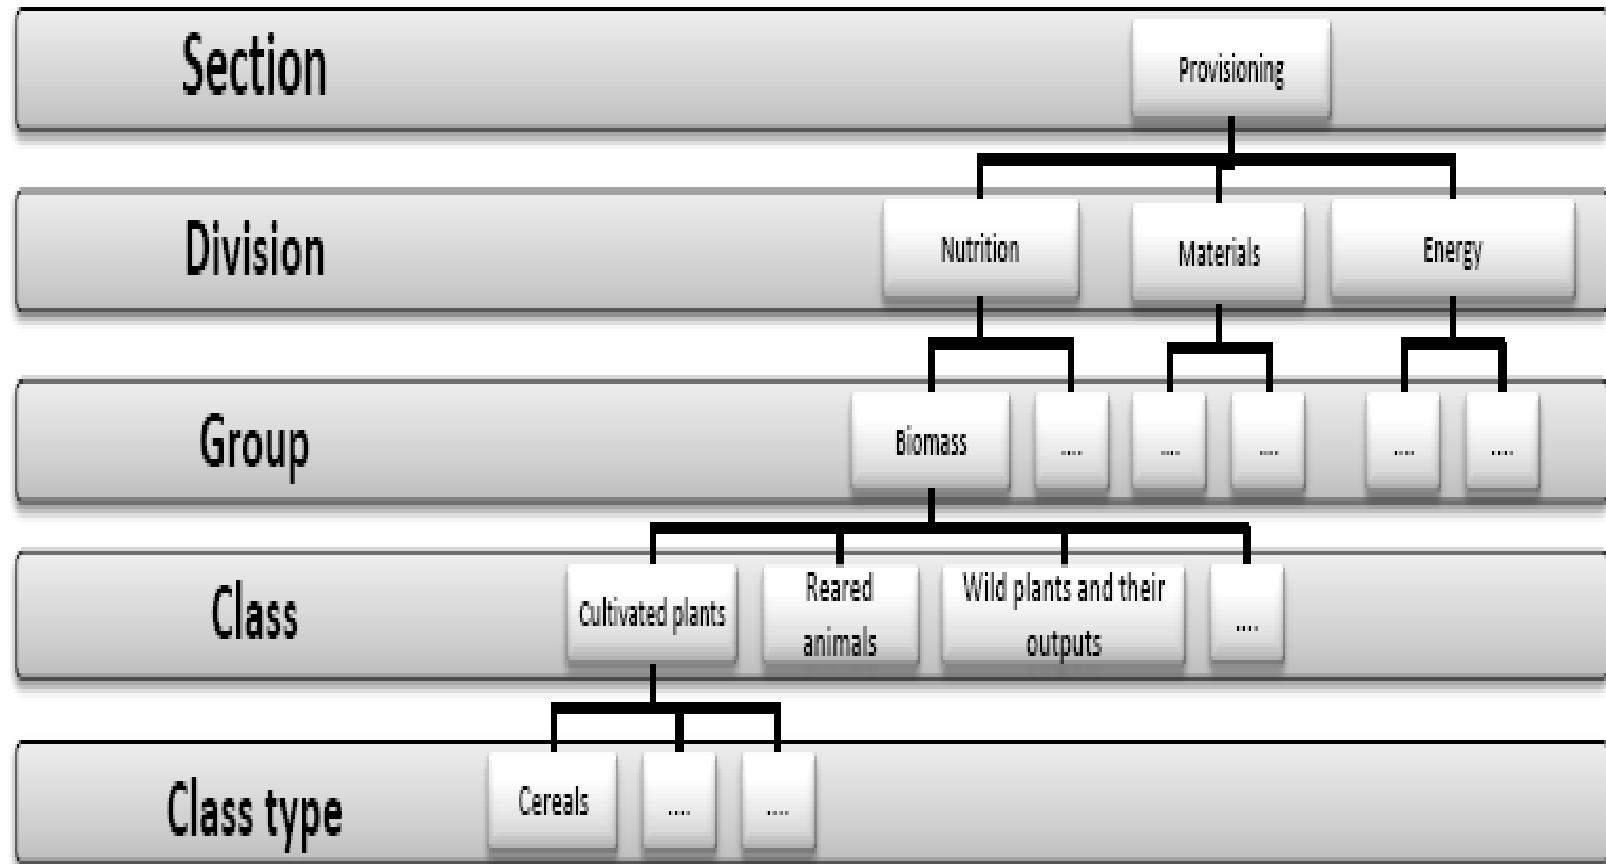 Section
Provisioning
Division
Nutrition
Materials
Energy
Group
Biomass
....
....
....
....
....
Class
Cultivated plants
Reared
animals
Wild plants and their
outputs
....
Class type
Cereals
....
....